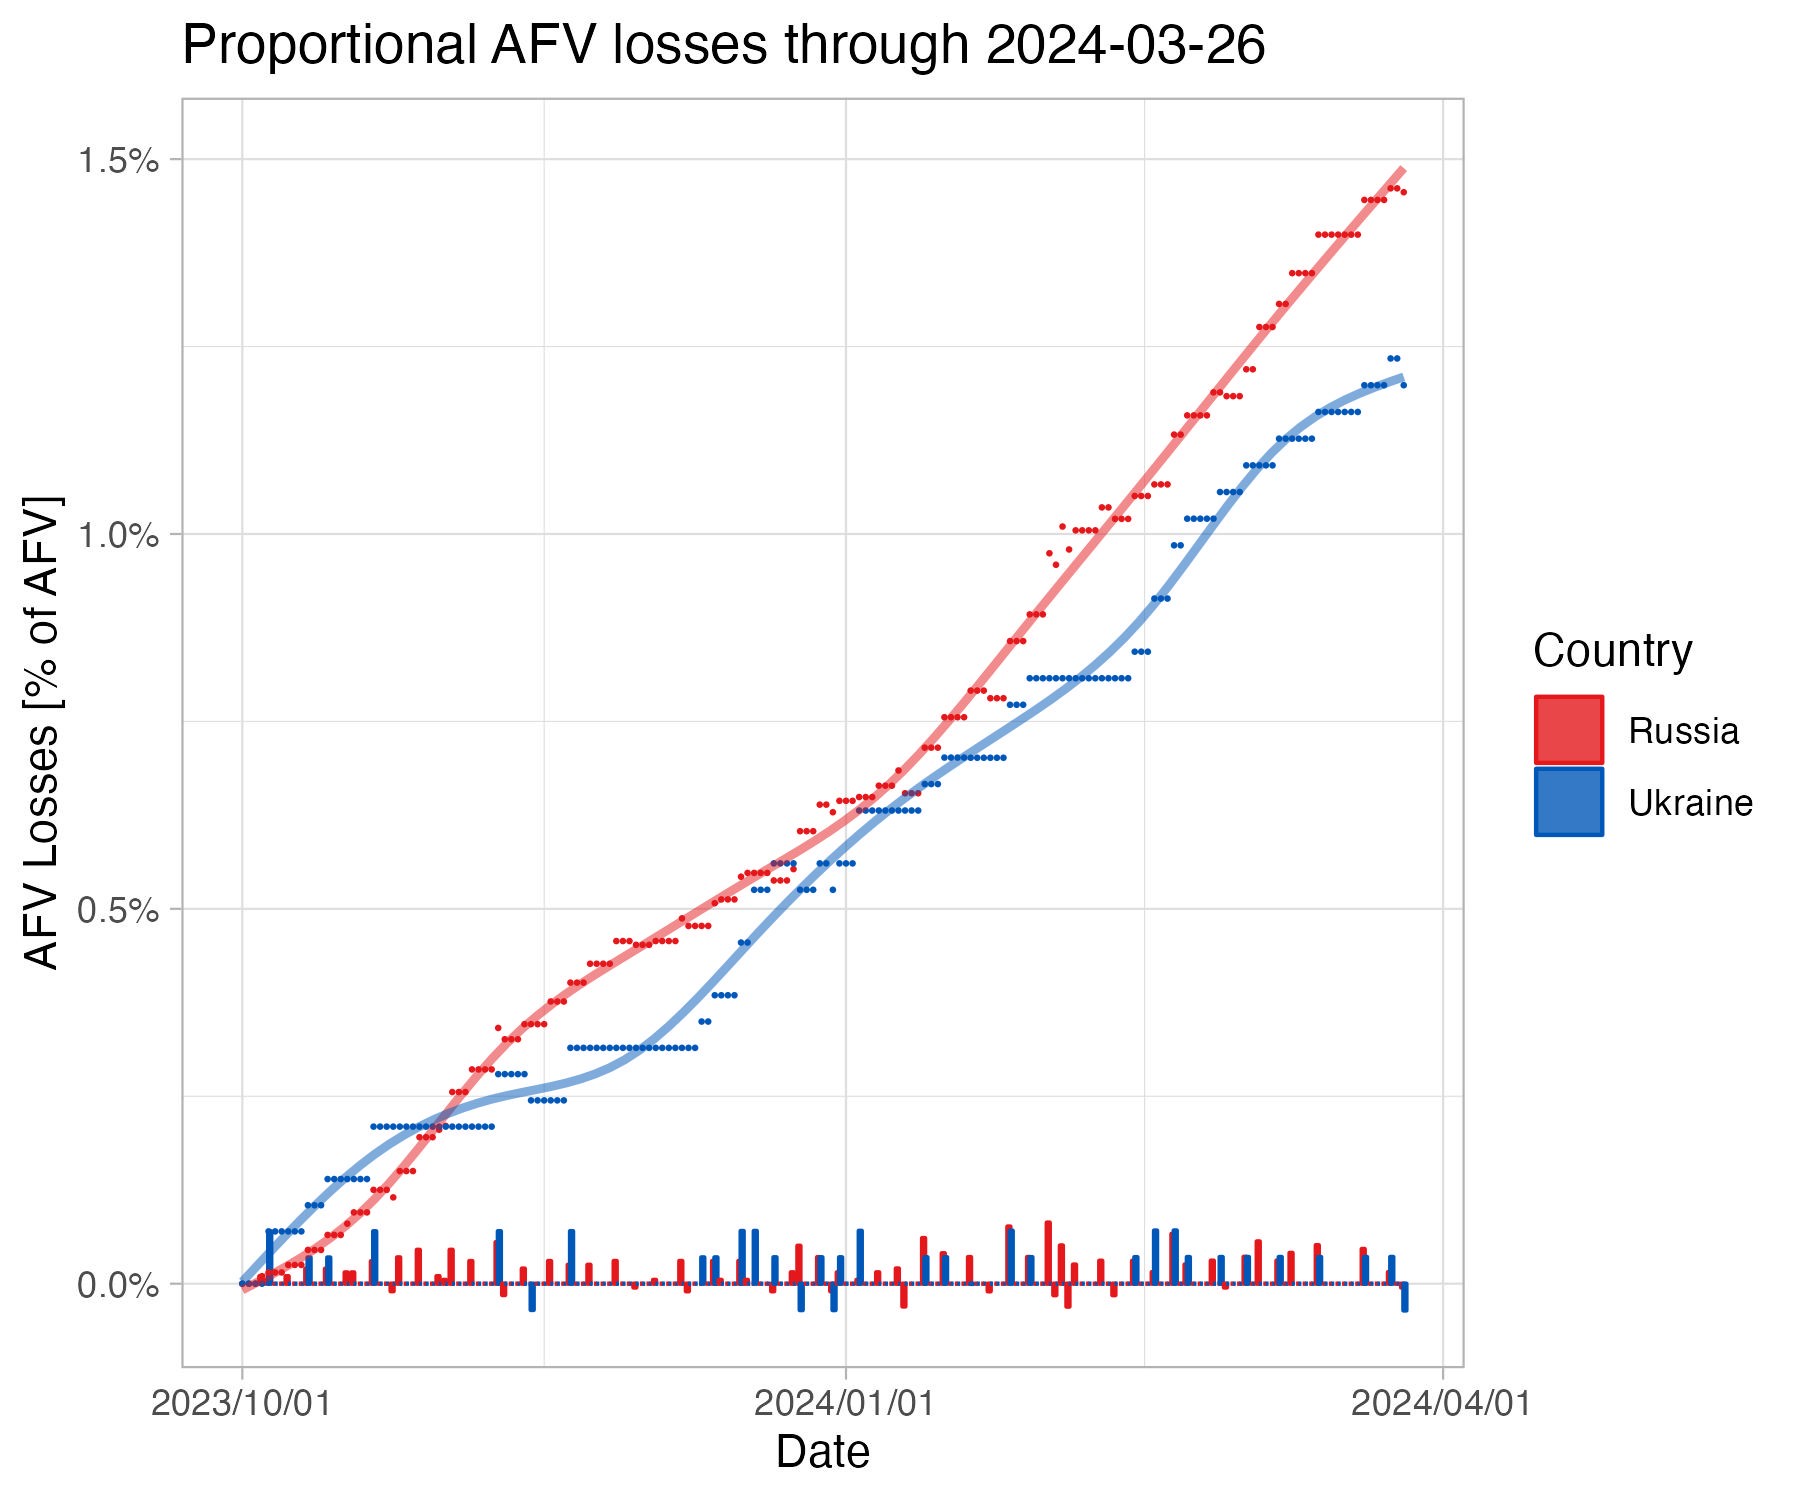 Proportional AFV losses through 2024-03-26
AFV Losses [% of AFV]
1.5%
1.0%
0.5%
0.0%
2023/10/01
2024/01/01
2024/04/01
Date
Country
Russia
Ukraine